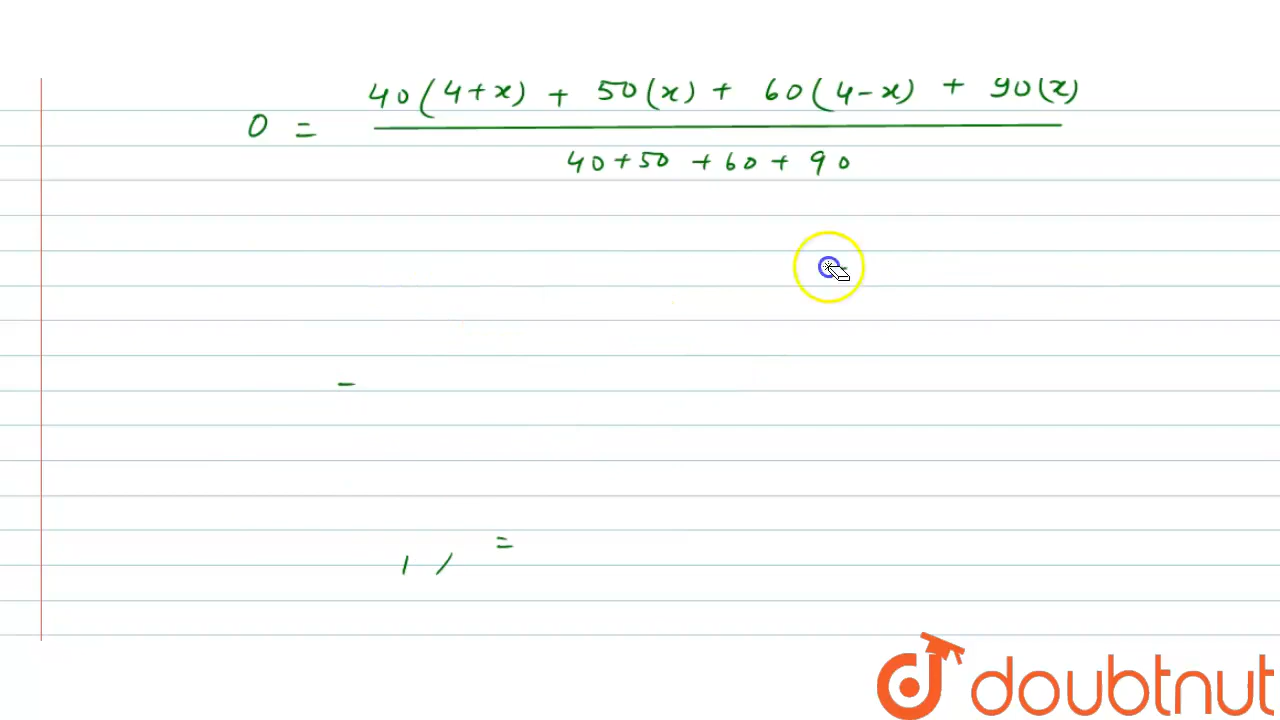 40(4+x) + 50(x) + 60(4-x) + 90(x)
0 =
40+50 +60+ 90
-
=
doubtnut